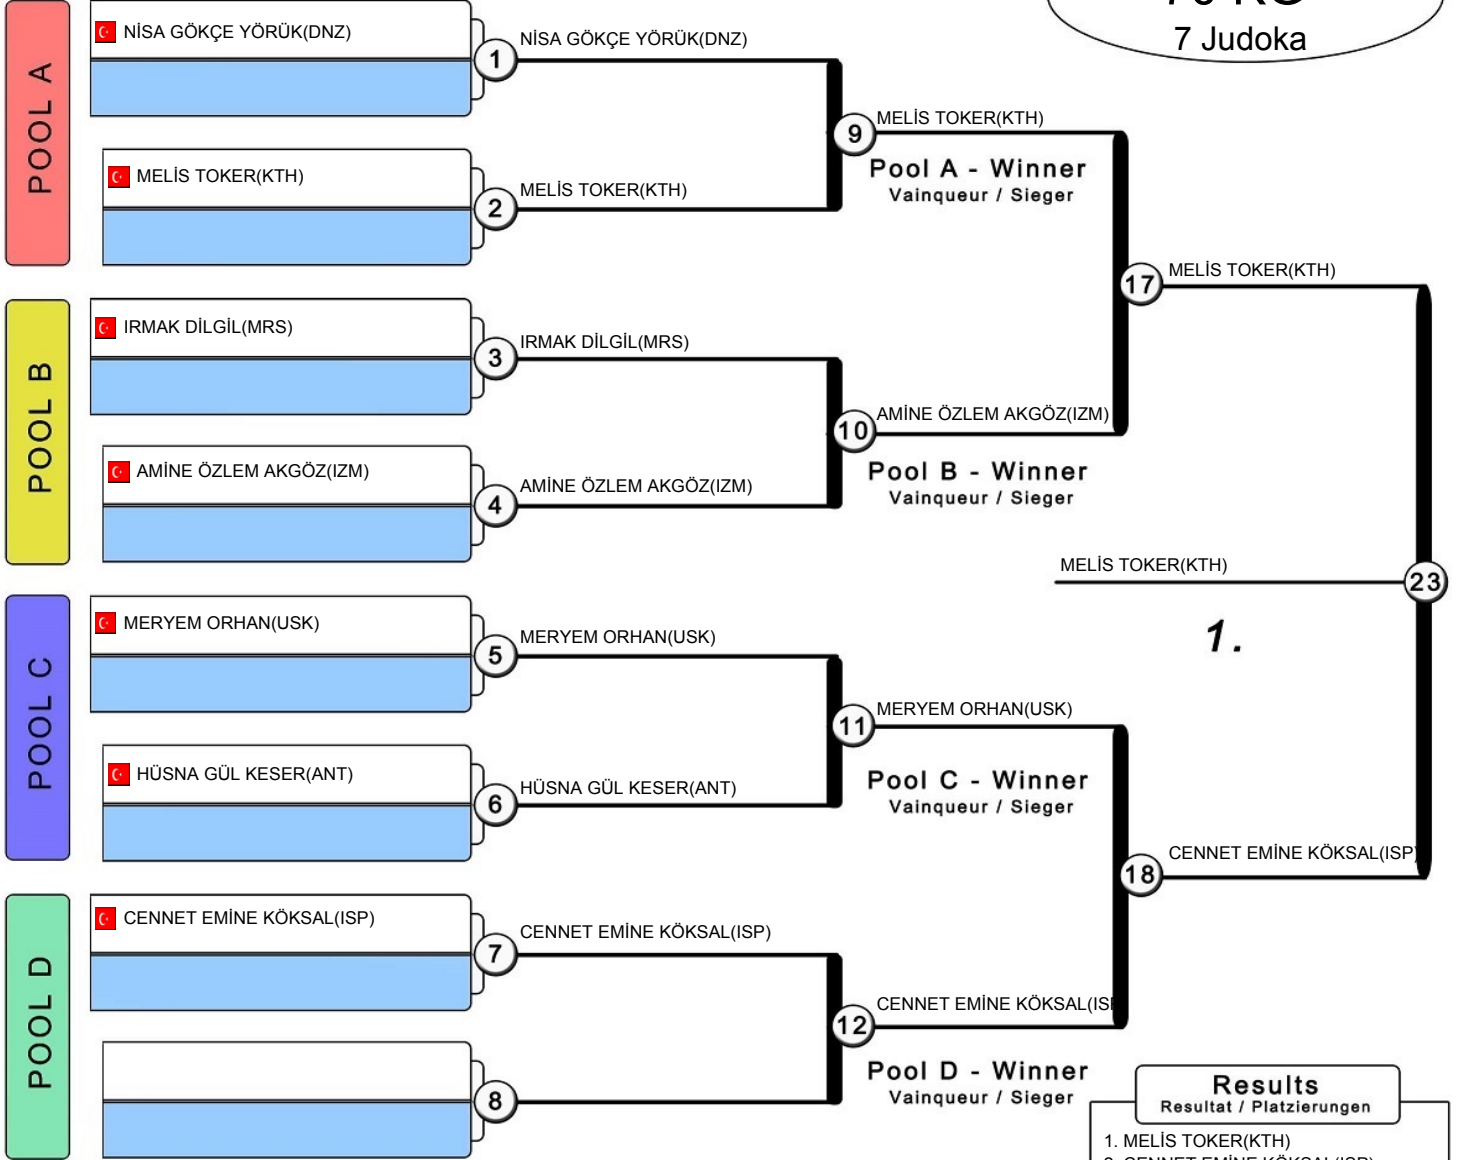 7 Judoka
POOL A
NİSA GÖKÇE YÖRÜK(DNZ)
1
NİSA GÖKÇE YÖRÜK(DNZ)
MELİS TOKER(KTH)
2
MELİS TOKER(KTH)
9
MELİS TOKER(KTH)
Pool A - Winner
Vainqueur / Sieger
POOL B
IRMAK DİLGİL(MRS)
3
IRMAK DİLGİL(MRS)
AMİNE ÖZLEM AKGÖZ(IZM)
4
AMİNE ÖZLEM AKGÖZ(IZM)
10
AMİNE ÖZLEM AKGÖZ(IZM)
Pool B - Winner
Vainqueur / Sieger
17
MELİS TOKER(KTH)
MELİS TOKER(KTH)
23
1.
POOL C
MERYEM ORHAN(USK)
5
MERYEM ORHAN(USK)
HÜSNA GÜL KESER(ANT)
6
HÜSNA GÜL KESER(ANT)
11
MERYEM ORHAN(USK)
Pool C - Winner
Vainqueur / Sieger
18
CENNET EMİNE KÖKSAL(ISP)
POOL D
CENNET EMİNE KÖKSAL(ISP)
7
CENNET EMİNE KÖKSAL(ISP)
8
12
CENNET EMİNE KÖKSAL(ISP
Pool D - Winner
Vainqueur / Sieger
Results
Resultat / Platzierungen
1. MELİS TOKER(KTH)